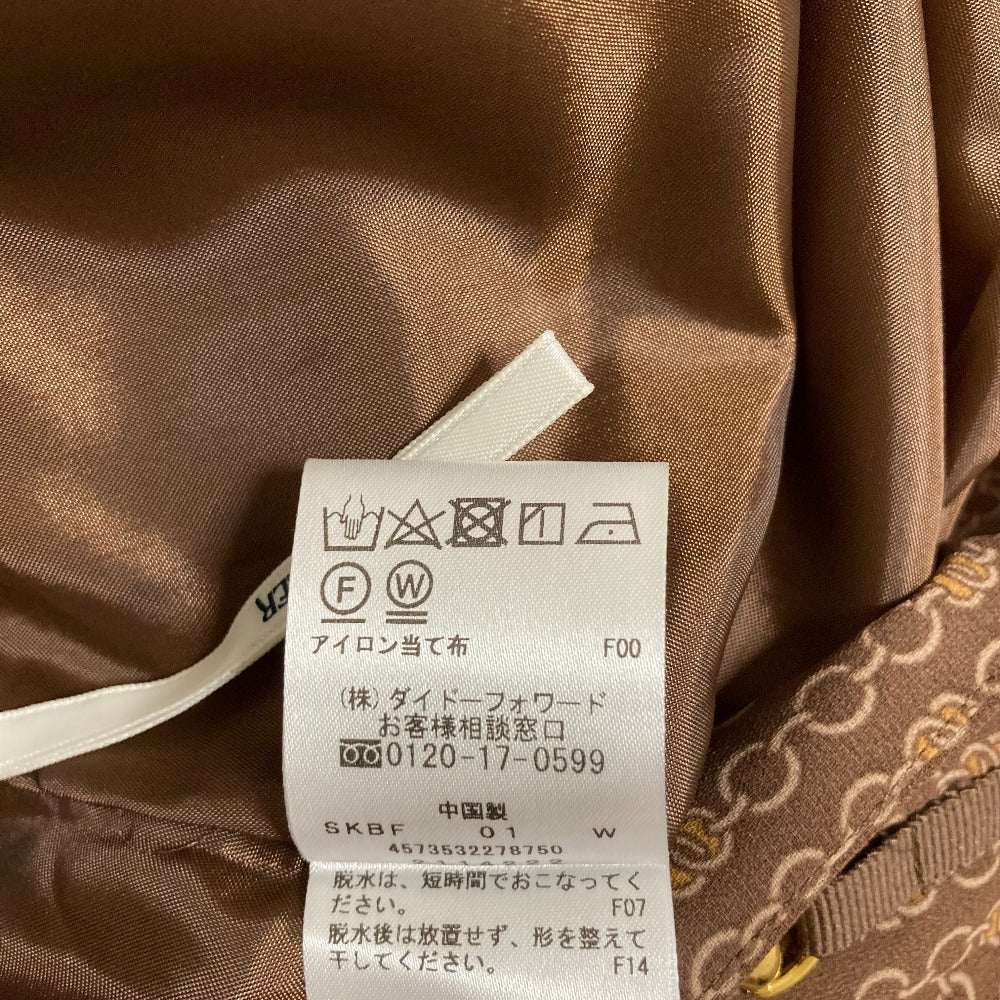 F W
アイロン当て布 F00
(株)ダイドーフォワード
お客様相談窓口
0120-17-0599
中国製
SKBF 01 W
4573532278750
脱水は、短時間でおこなってく
ださい。 F07
脱水後は放置せず、形を整えて
干してください。 F14